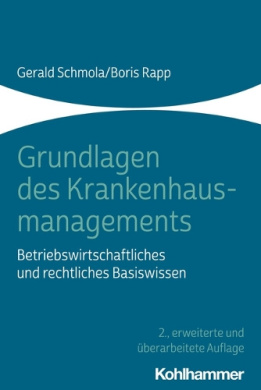 Gerald Schmola/Boris Rapp
Grundlagen
des Krankenhaus-
managements
Betriebswirtschaftliches
und rechtliches Basiswissen
2., erweiterte und
überarbeitete Auflage
Kohlhammer